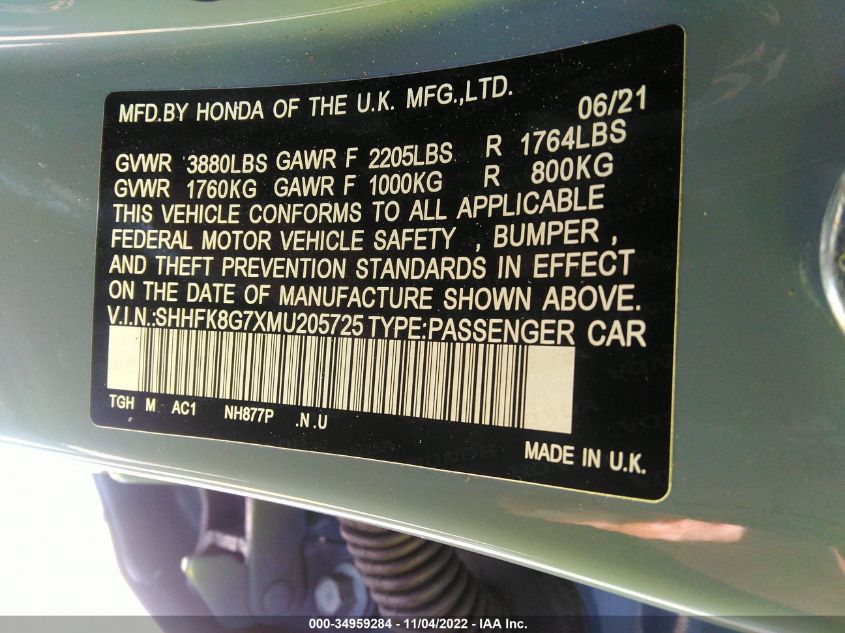 MFD.BY HONDA OF THE U.K. MFG.,LTD. 06/21
GVWR 3880LBS GAWR F 2205LBS R 1764LBS
GVWR 1760KG GAWR F 1000KG R 800KG
THIS VEHICLE CONFORMS TO ALL APPLICABLE
FEDERAL MOTOR VEHICLE SAFETY , BUMPER ,
AND THEFT PREVENTION STANDARDS IN EFFECT
ON THE DATE OF MANUFACTURE SHOWN ABOVE.
V.I.N.:SHHFK8G7XMU205725 TYPE:PASSENGER CAR
TGH M AC1 NH877P .N.U
MADE IN U.K.
000-34959284 - 11/04/2022 - IAA Inc.